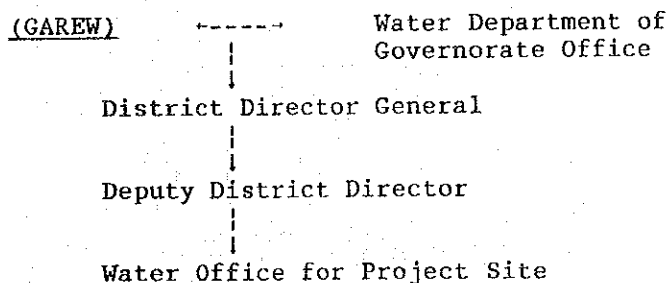 (GAREW) ←-----→ Water Department of
Governorate Office
District Director General
Deputy District Director
Water Office for Project Site